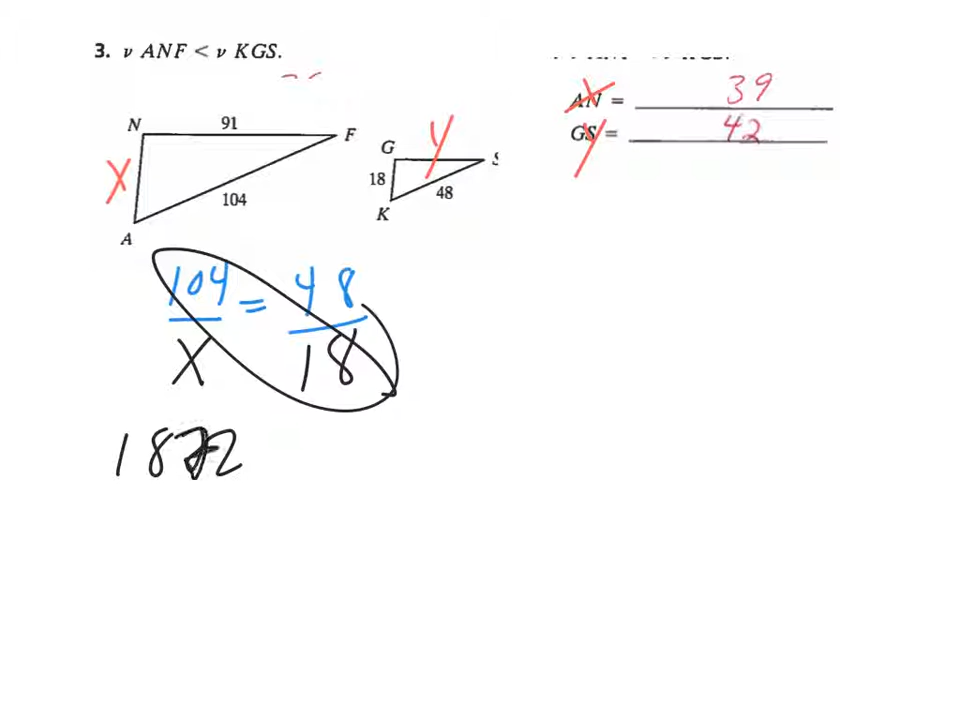 3. ν ANF < ν KGS.
AN = 39
X
GS = 42
y
N 91 F
X
104
A
G y S
18
48
K
104 = 48
X 18
1872